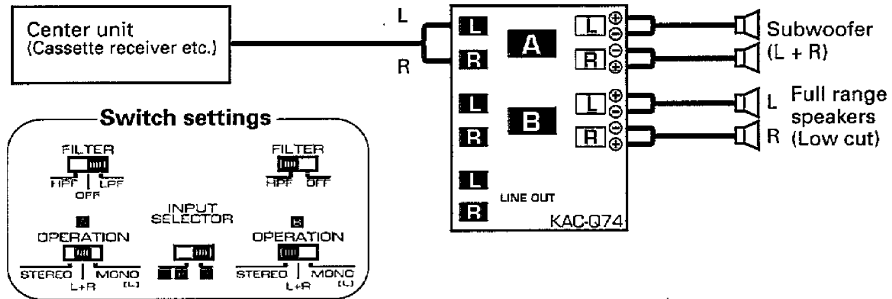 Center unit
(Cassette receiver etc.)
L
R
L
R
A
L
R
B
L
R
L
R
L
R
LINE OUT
KAC-Q74
Subwoofer
(L + R)
L
R
Full range
speakers
(Low cut)
Switch settings
FILTER
HPF
LPF
OFF
FILTER
HPF
OFF
INPUT
SELECTOR
A
OPERATION
STEREO
MONO
(L)
L+R
B
OPERATION
STEREO
MONO
(L)
L+R